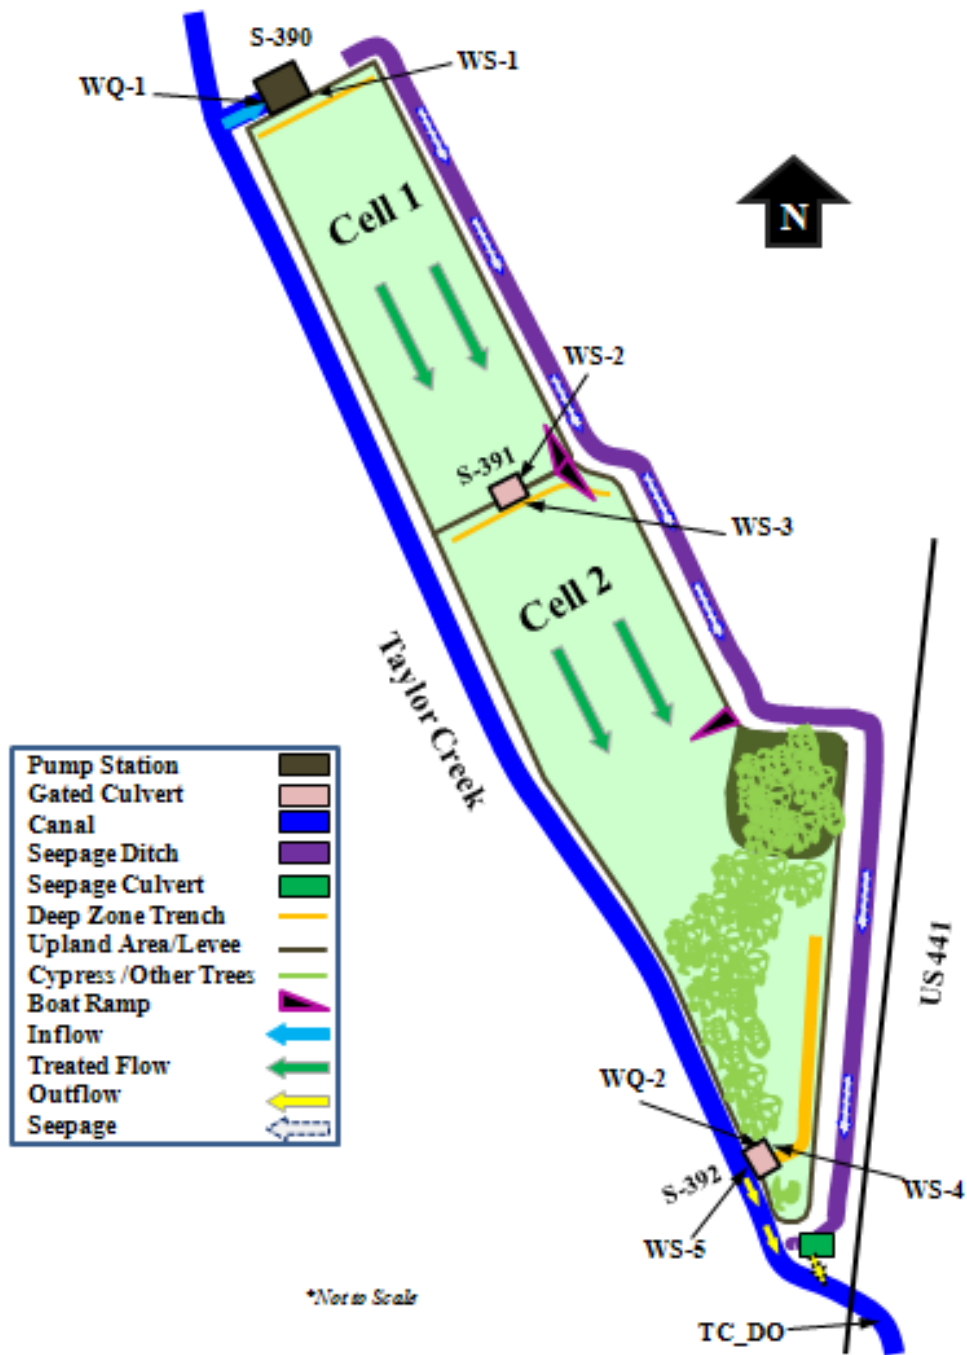 S-390
WS-1
WQ-1
Cell 1
N
WS-2
S-391
WS-3
Cell 2
Taylor Creek
US 441
Pump Station
Gated Culvert
Canal
Seepage Ditch
Seepage Culvert
Deep Zone Trench
Upland Area/Levee
Cypress /Other Trees
Boat Ramp
Inflow
Treated Flow
Outflow
Seepage
WQ-2
S-392
WS-4
WS-5
*Not to Scale
TC_DO